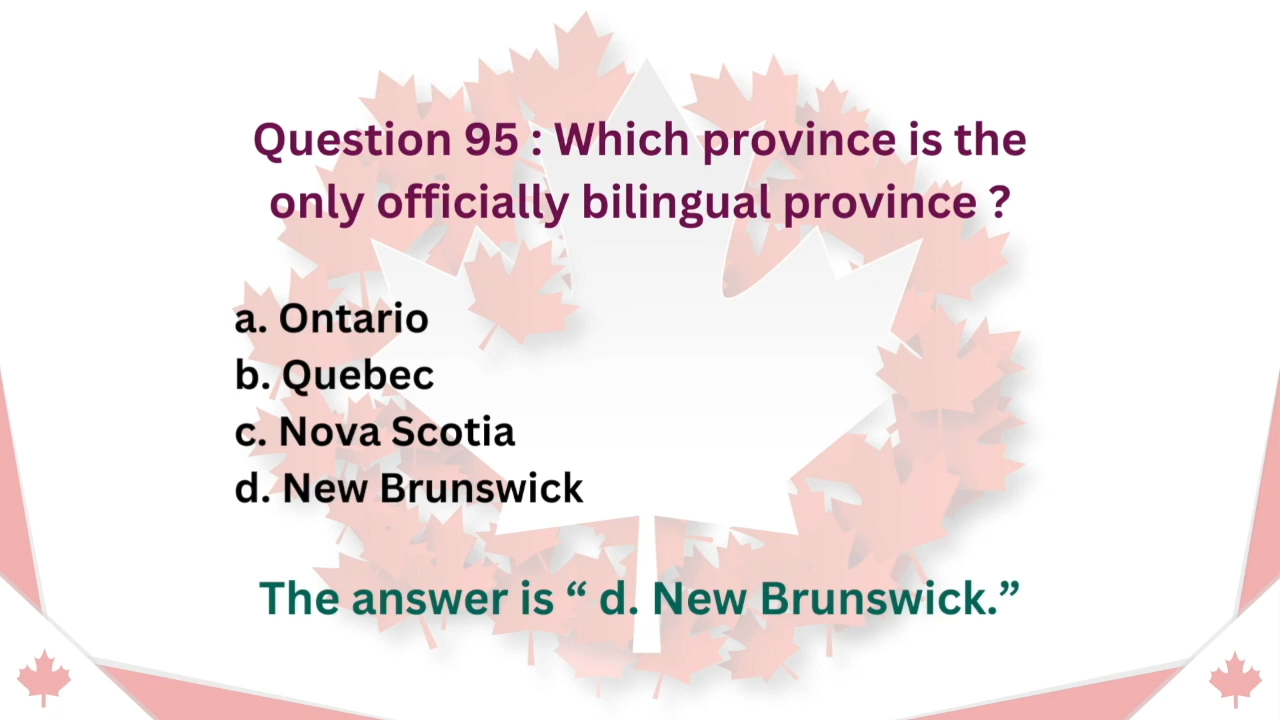 Question 95 : Which province is the
only officially bilingual province ?
a. Ontario
b. Quebec
c. Nova Scotia
d. New Brunswick
The answer is “ d. New Brunswick.”